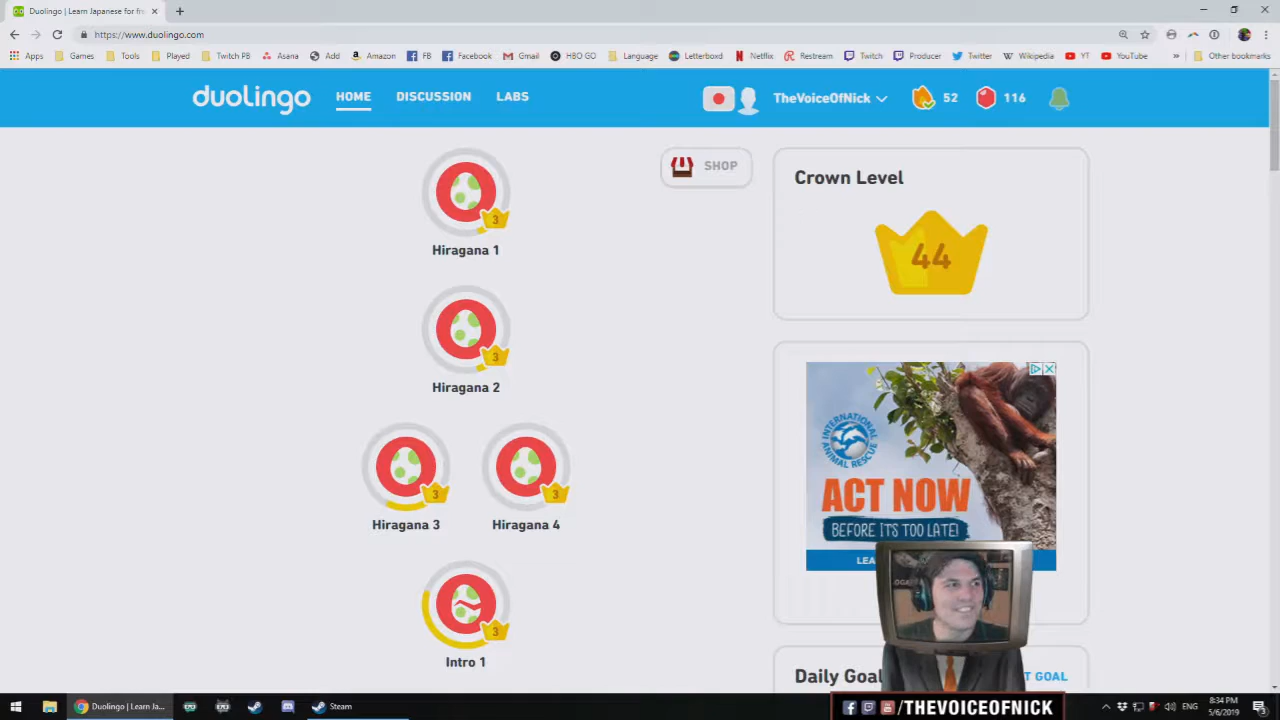 Duolingo | Learn Japanese for fr
https://www.duolingo.com
Apps Games Tools Played Twitch PB Asana Add Amazon FB Facebook Gmail HBO GO Language Letterboxd Netflix Restream Twitch Producer Twitter Wikipedia YT YouTube » Other bookmarks
duolingo HOME DISCUSSION LABS TheVoiceOfNick 52 116
SHOP
Crown Level
44
3
Hiragana 1
3
Hiragana 2
3 3
Hiragana 3 Hiragana 4
3
Intro 1
INTERNATIONAL ANIMAL RESCUE
ACT NOW
BEFORE IT'S TOO LATE!
LEA
Daily Goal T GOAL
/THEVOICEOFNICK
Duolingo | Learn Ja... Steam ENG 8:34 PM
5/6/2019 3